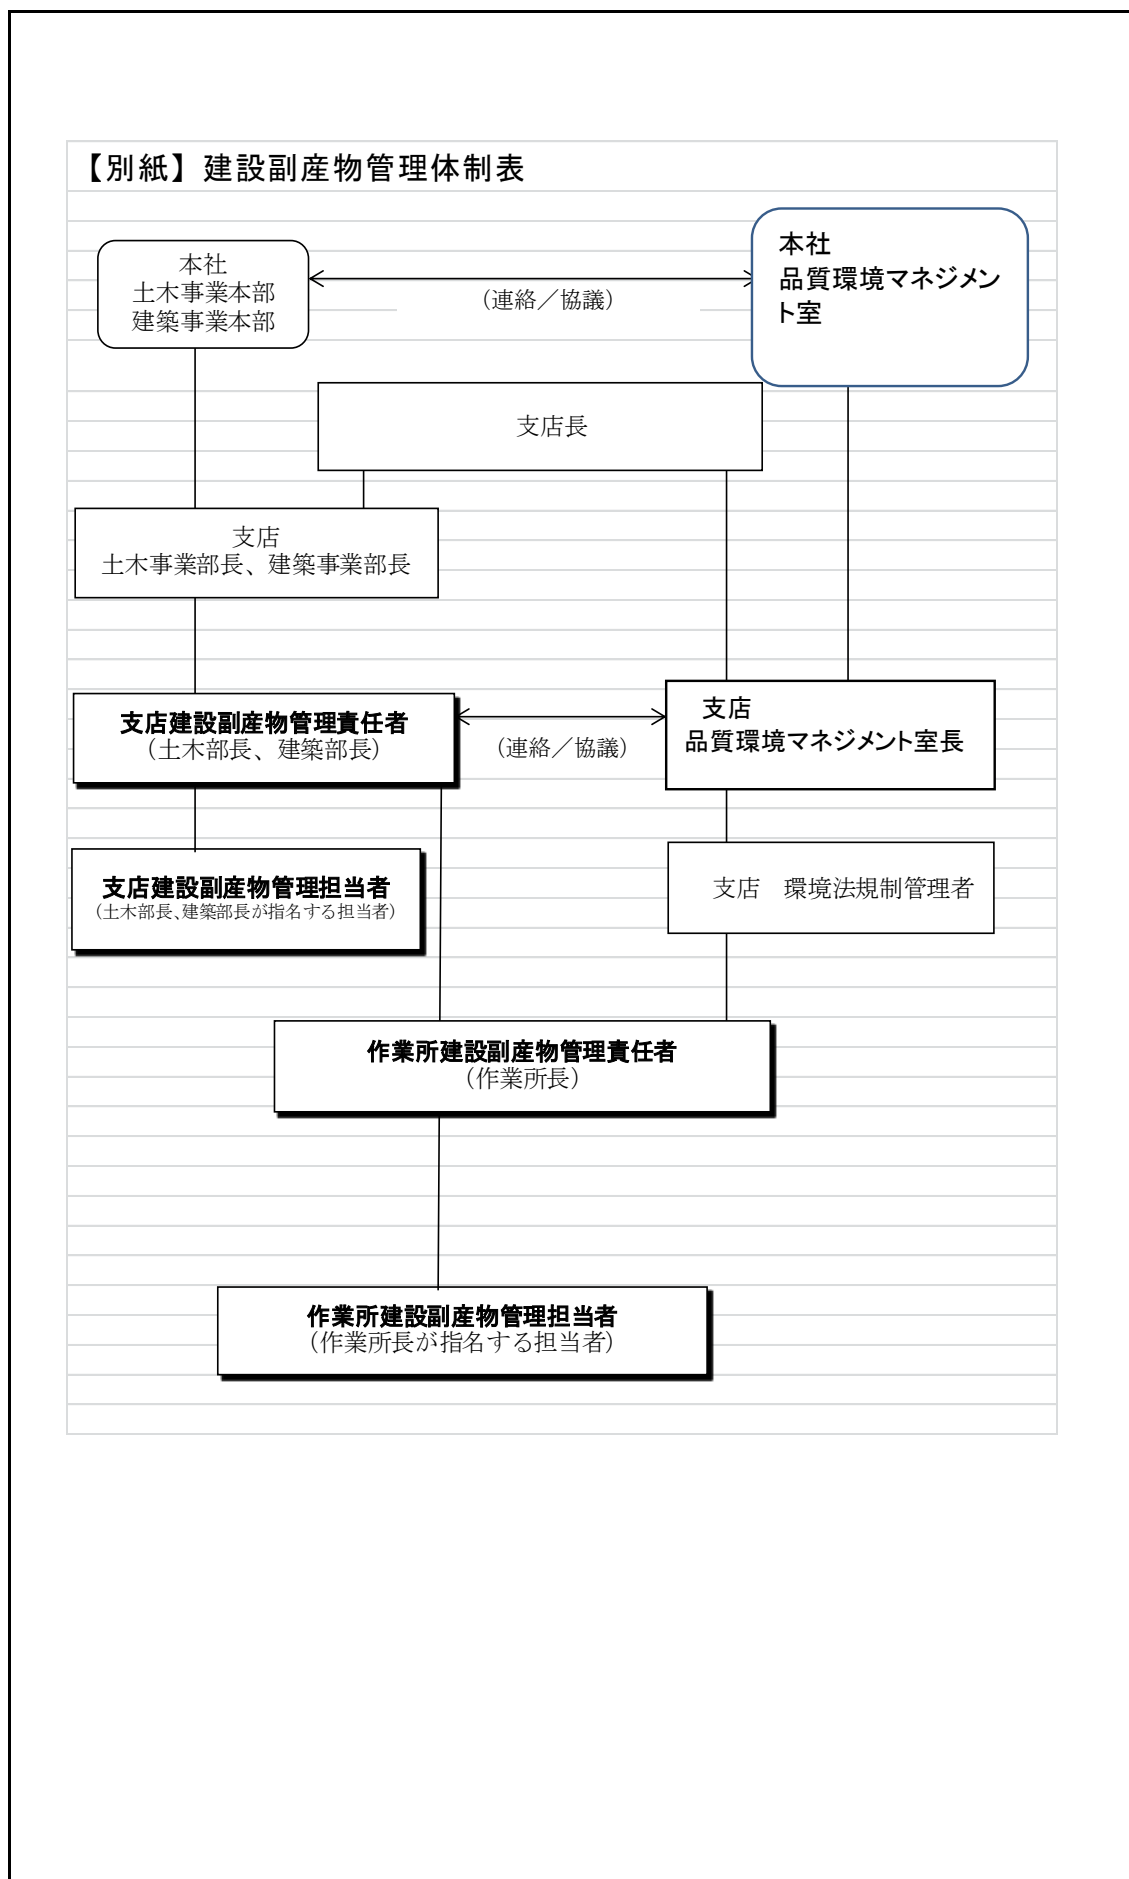 【別紙】建設副産物管理体制表
本社
土木事業本部
建築事業本部
（連絡／協議）
本社
品質環境マネジメン
ト室
支店長
支店
土木事業部長、建築事業部長
支店建設副産物管理責任者
（土木部長、建築部長）
（連絡／協議）
支店
品質環境マネジメント室長
支店建設副産物管理担当者
（土木部長、建築部長が指名する担当者）
支店　環境法規制管理者
作業所建設副産物管理責任者
（作業所長）
作業所建設副産物管理担当者
（作業所長が指名する担当者）